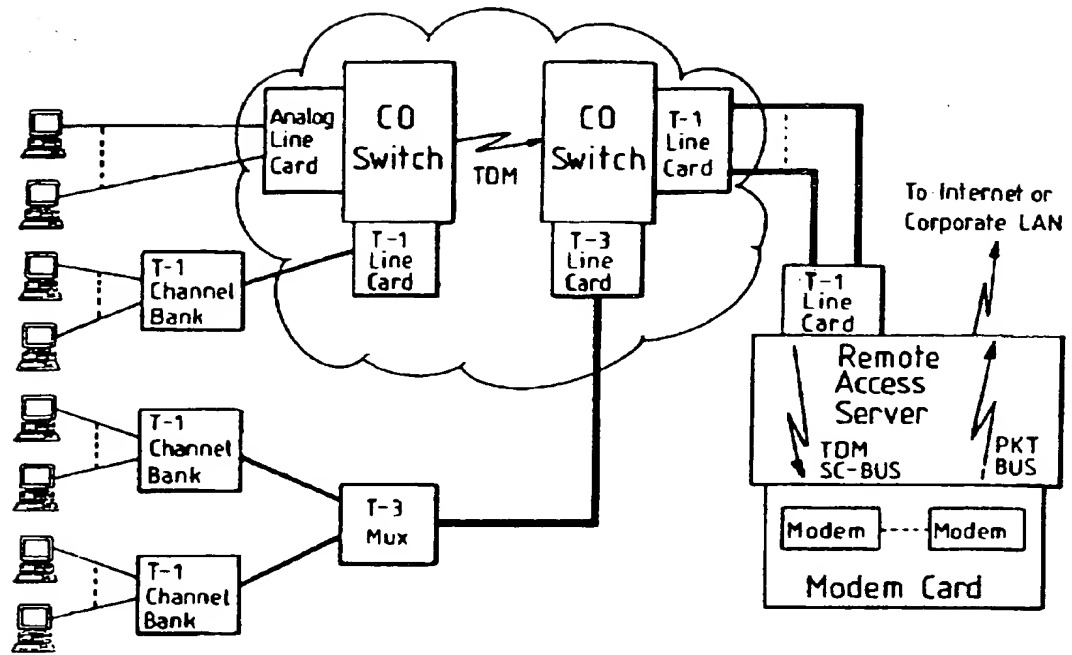 Analog
Line
Card
CO
Switch
TDM
CO
Switch
T-1
Line
Card
T-1
Line
Card
T-3
Line
Card
To Internet or
Corporate LAN
T-1
Channel
Bank
T-1
Line
Card
Remote
Access
Server
TDM
SC-BUS
PKT
BUS
T-1
Channel
Bank
T-3
Mux
Modem
Modem
Modem Card
T-1
Channel
Bank